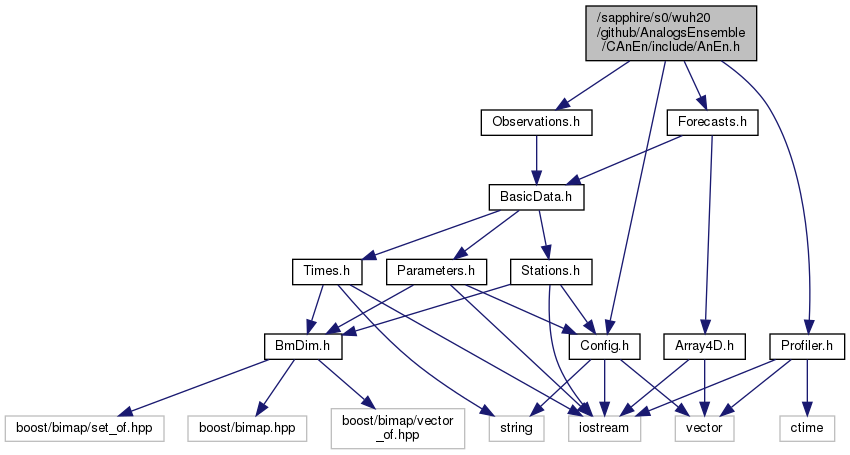 /sapphire/s0/wuh20
/github/AnalogsEnsemble
/CAnEn/include/AnEn.h
Observations.h
Forecasts.h
BasicData.h
Times.h
Parameters.h
Stations.h
BmDim.h
Config.h
Array4D.h
Profiler.h
boost/bimap/set_of.hpp
boost/bimap.hpp
boost/bimap/vector
_of.hpp
string
iostream
vector
ctime